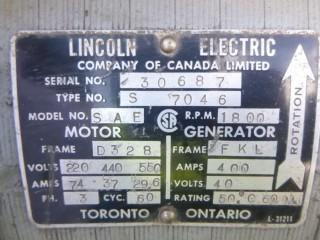 LINCOLN ELECTRIC
COMPANY OF CANADA LIMITED
SERIAL NO. 30687
TYPE NO. S 7046
MODEL NO. SAE R.P.M. 1800
MOTOR GENERATOR
FRAME D328 FRAME FKL
VOLTS 220 440 550 AMPS 400
AMPS 74 37 29.6 VOLTS 40
PH. 3 CYC. 60 RATING 50°C 60%
TORONTO ONTARIO
L-31211
ROTATION